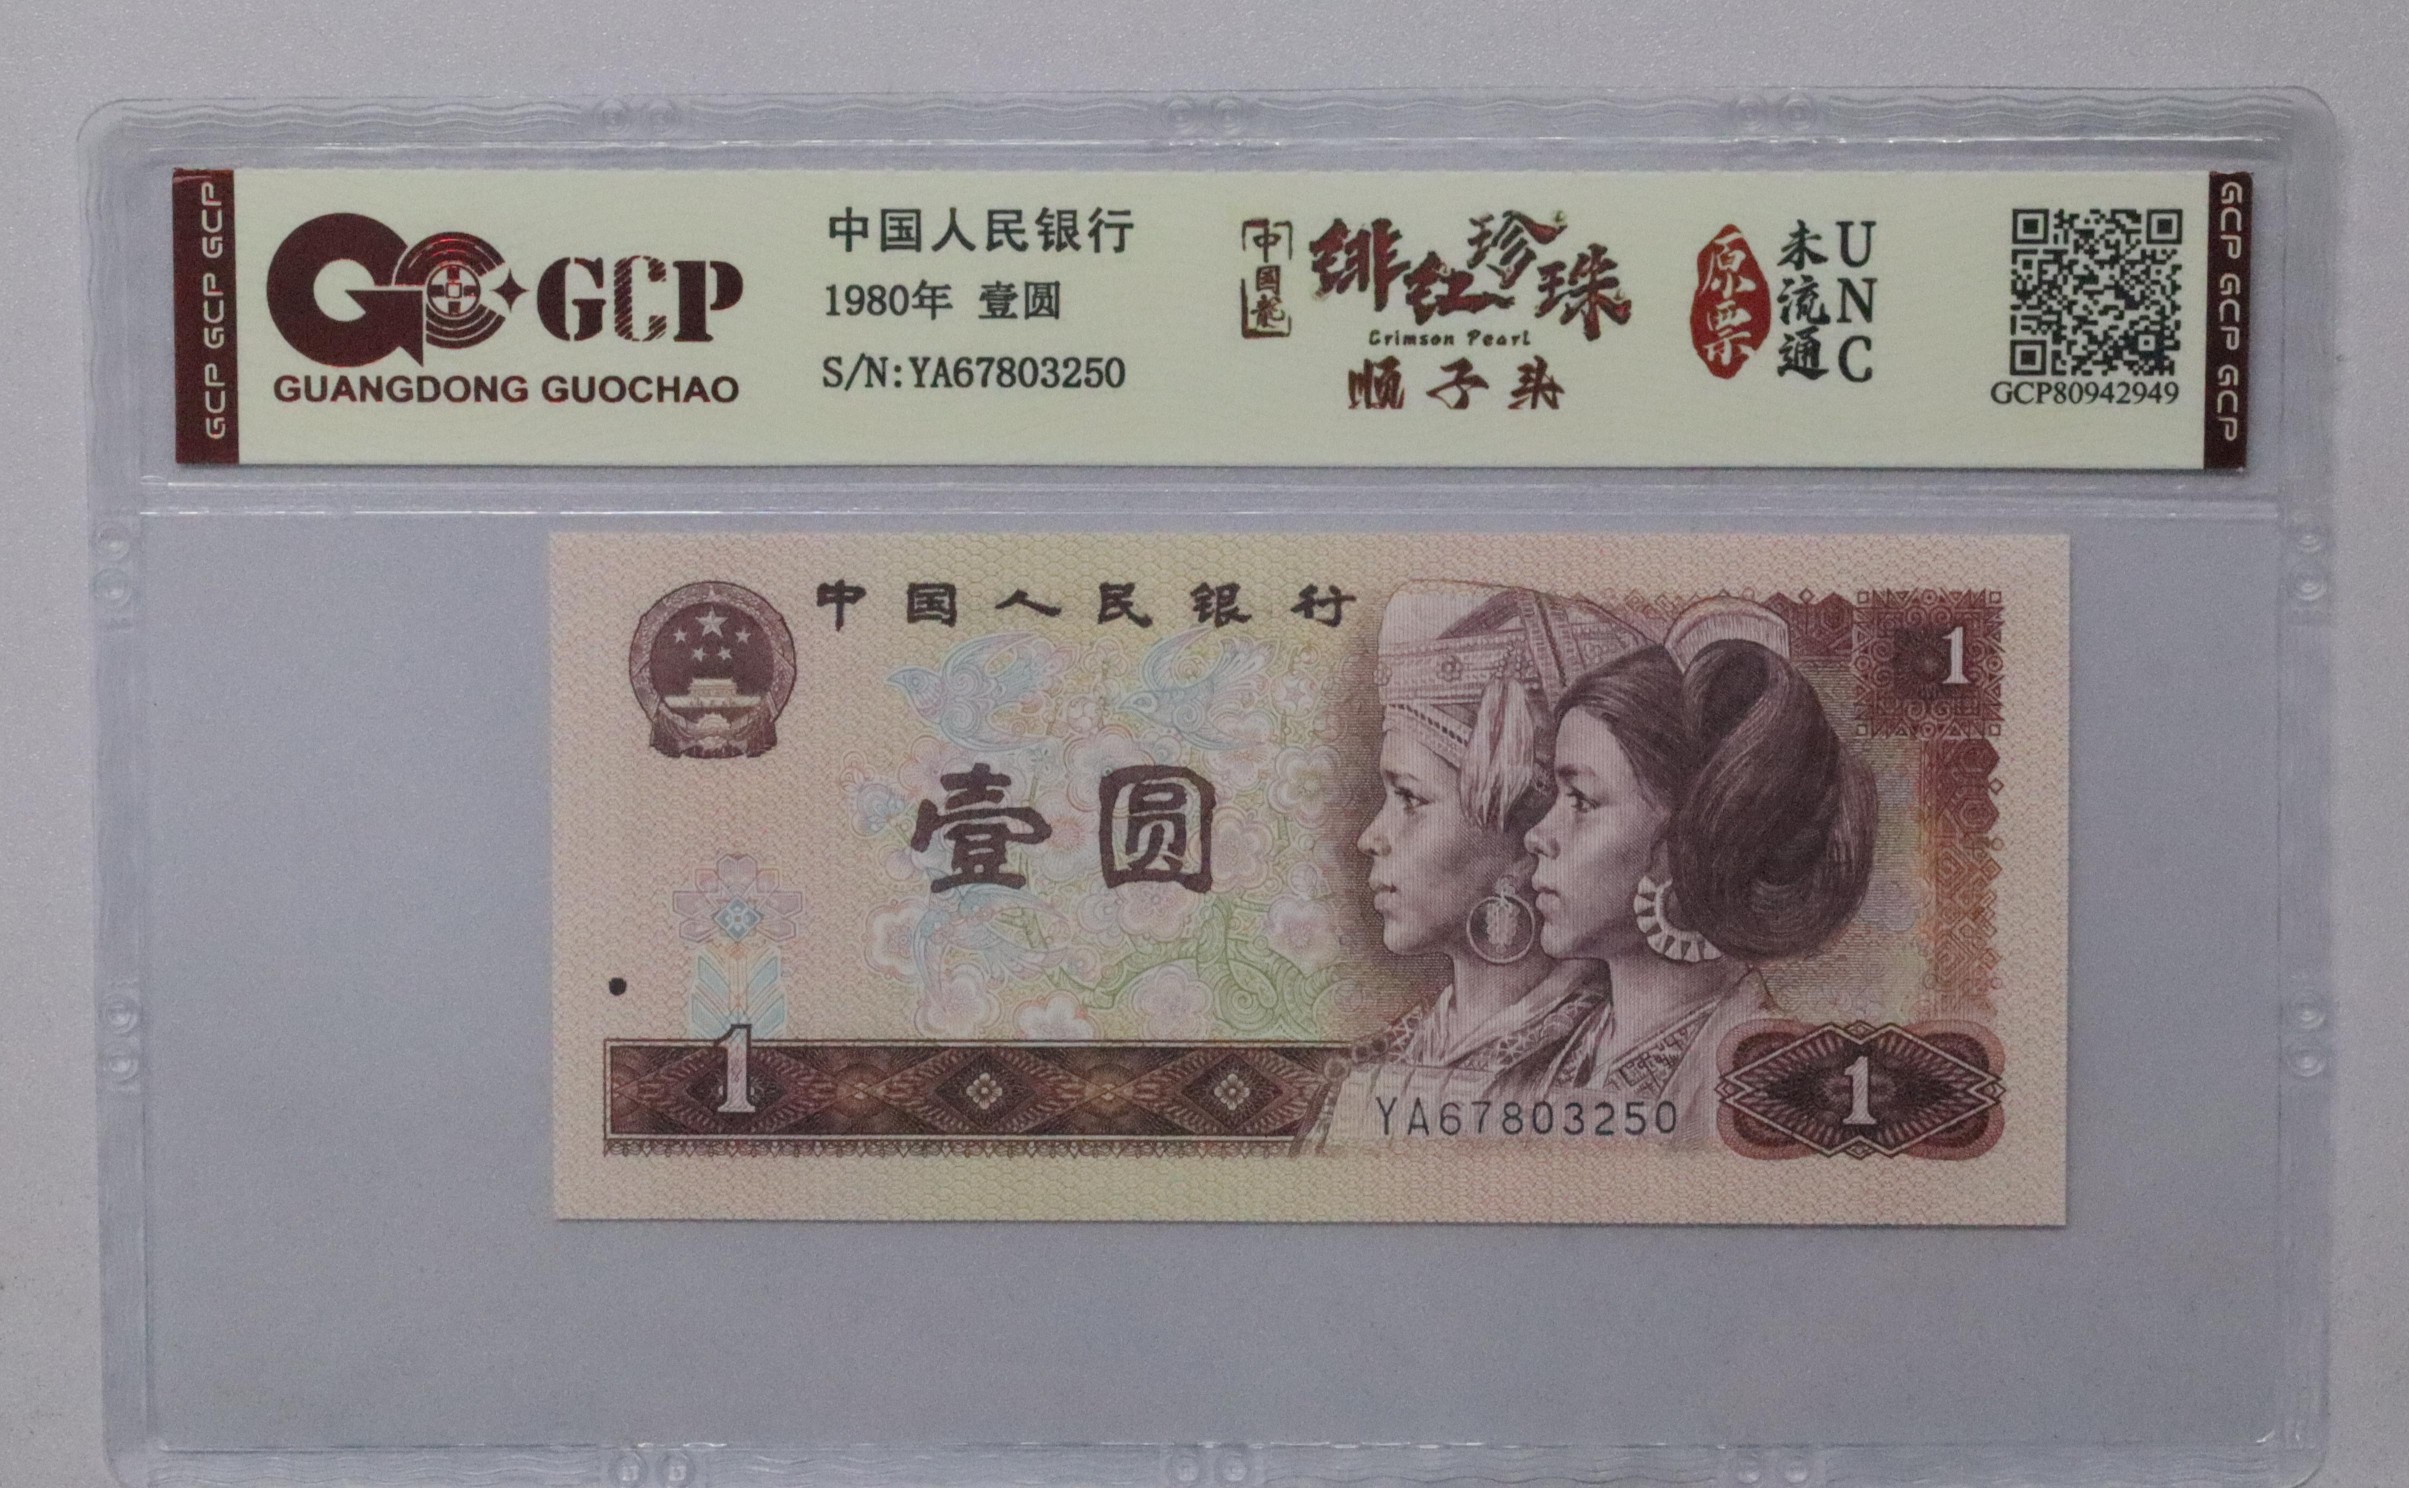 GCP GCP GCP
GCP
GUANGDONG GUOCHAO
中国人民银行
1980年 壹圆
S/N:YA67803250
中国龍
绯红珍珠
Crimson Pearl
顺子头
原票
未流通
UNC
GCP80942949
GCP GCP GCP
中国人民银行
1
壹圆
1
YA67803250
1